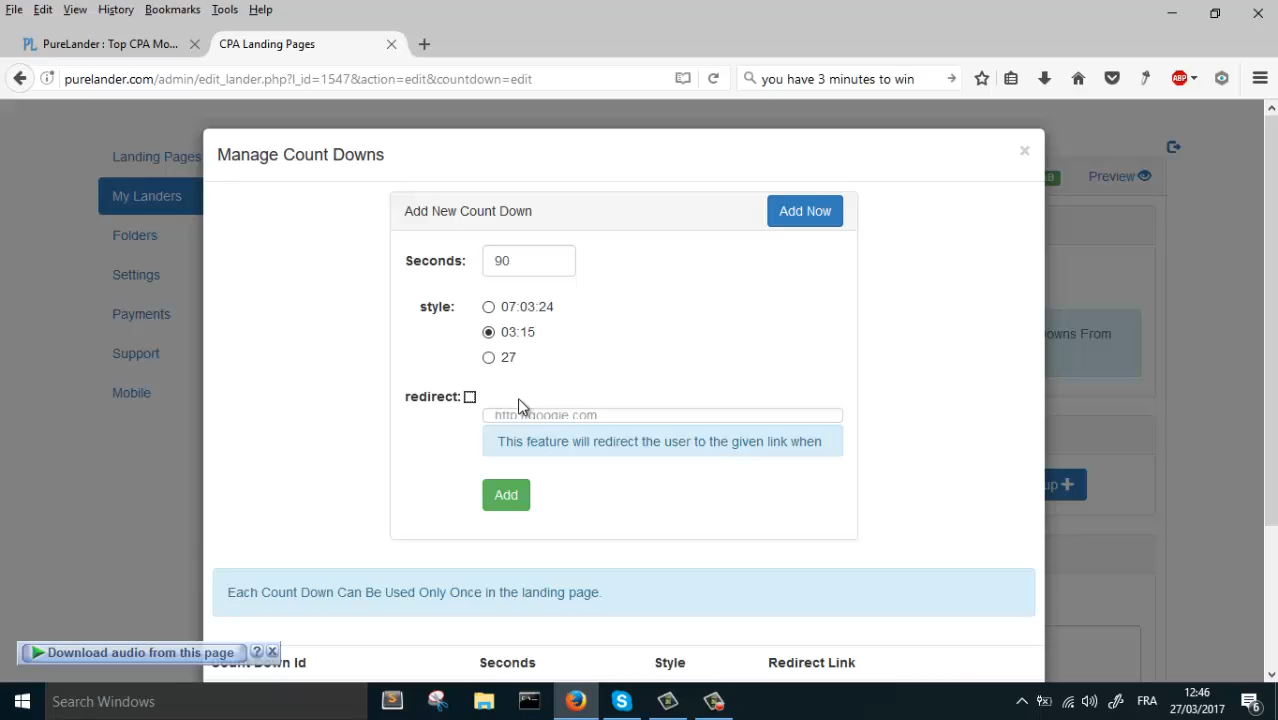 File Edit View History Bookmarks Tools Help
PureLander : Top CPA Mo...
CPA Landing Pages
purelander.com/admin/edit_lander.php?l_id=1547&action=edit&countdown=edit
you have 3 minutes to win
ABP
Manage Count Downs
×
Landing Pages
My Landers
Folders
Settings
Payments
Support
Mobile
Preview
Add New Count Down
Add Now
Seconds:
90
style:
07:03:24
03:15
27
redirect:
http://google.com
This feature will redirect the user to the given link when
Add
owns From
up
Each Count Down Can Be Used Only Once in the landing page.
Count Down Id Seconds Style Redirect Link
Download audio from this page
?
Search Windows
FRA
12:46
27/03/2017
6